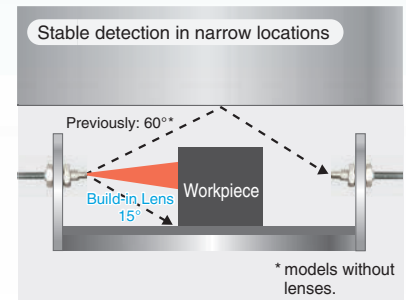 Stable detection in narrow locations
Previously: 60°*
Build-in Lens
15°
Workpiece
* models without
lenses.